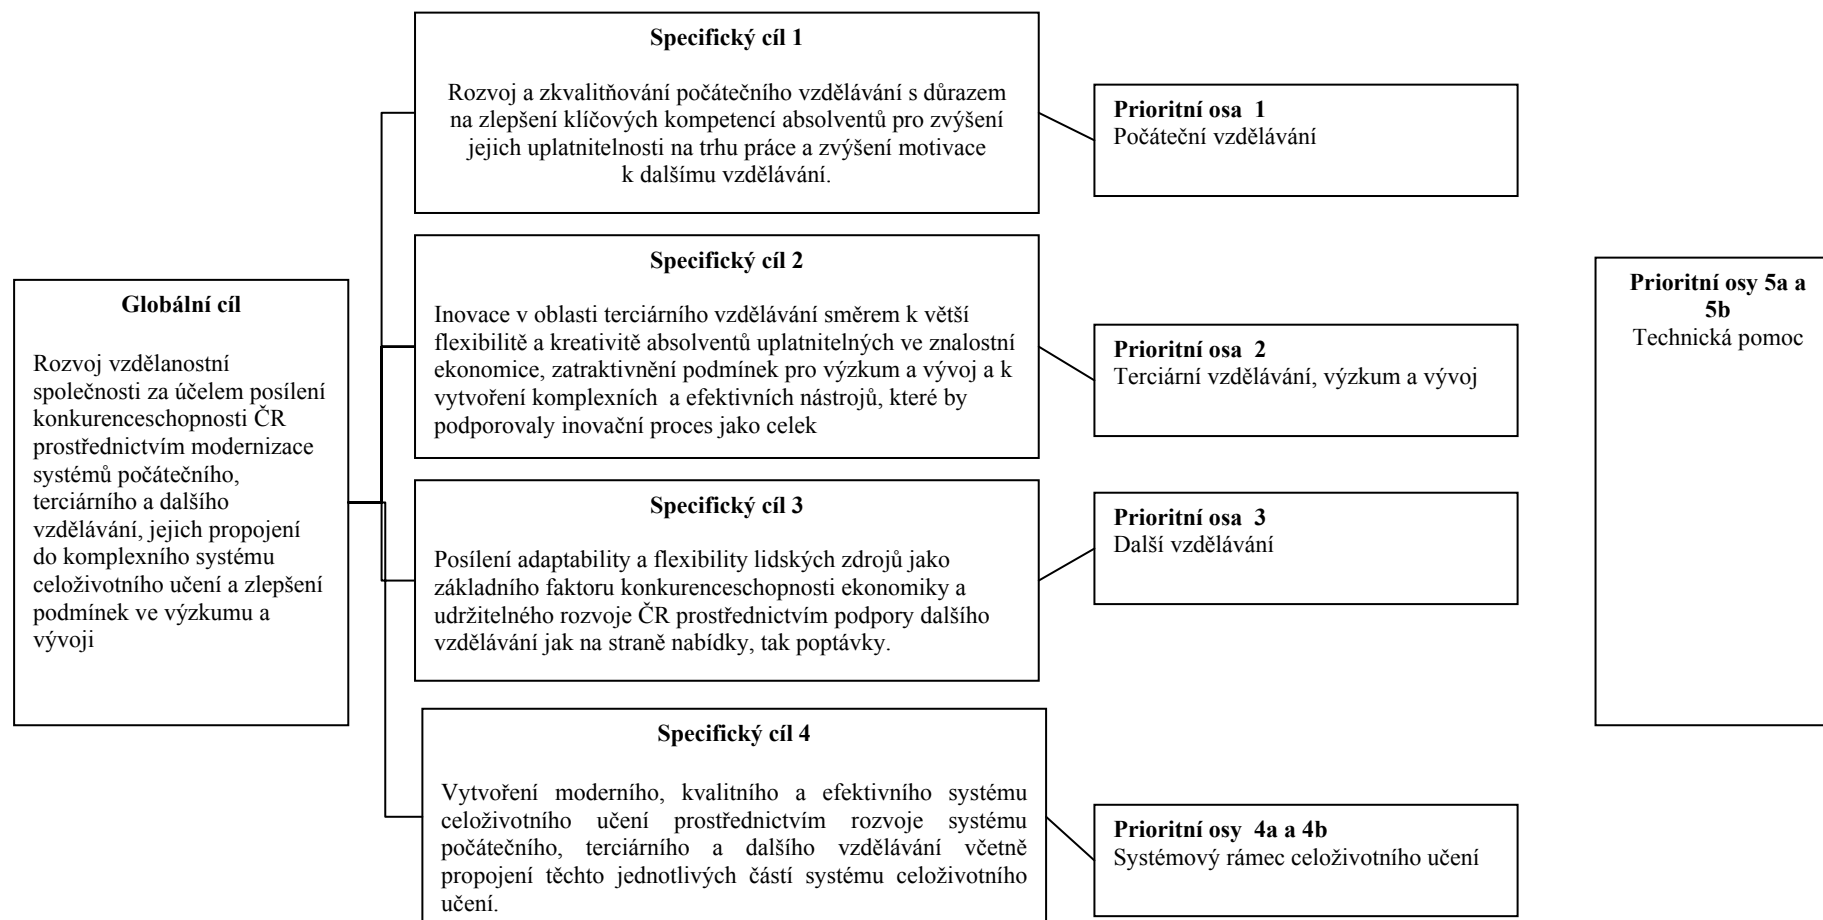 Globální cíl
Rozvoj vzdělanostní
společnosti za účelem posílení
konkurenceschopnosti ČR
prostřednictvím modernizace
systémů počátečního,
terciárního a dalšího
vzdělávání, jejich propojení
do komplexního systému
celoživotního učení a zlepšení
podmínek ve výzkumu a
vývoji
Specifický cíl 1
Rozvoj a zkvalitňování počátečního vzdělávání s důrazem
na zlepšení klíčových kompetencí absolventů pro zvýšení
jejich uplatnitelnosti na trhu práce a zvýšení motivace
k dalšímu vzdělávání.
Prioritní osa  1
Počáteční vzdělávání
Specifický cíl 2
Inovace v oblasti terciárního vzdělávání směrem k větší
flexibilitě a kreativitě absolventů uplatnitelných ve znalostní
ekonomice, zatraktivnění podmínek pro výzkum a vývoj a k
vytvoření komplexních  a efektivních nástrojů, které by
podporovaly inovační proces jako celek
Prioritní osa  2
Terciární vzdělávání, výzkum a vývoj
Specifický cíl 3
Posílení adaptability a flexibility lidských zdrojů jako
základního faktoru konkurenceschopnosti ekonomiky a
udržitelného rozvoje ČR prostřednictvím podpory dalšího
vzdělávání jak na straně nabídky, tak poptávky.
Prioritní osa  3
Další vzdělávání
Specifický cíl 4
Vytvoření moderního, kvalitního a efektivního systému
celoživotního učení prostřednictvím rozvoje systému
počátečního, terciárního a dalšího vzdělávání včetně
propojení těchto jednotlivých částí systému celoživotního
učení.
Prioritní osy  4a a 4b
Systémový rámec celoživotního učení
Prioritní osy 5a a
5b
Technická pomoc